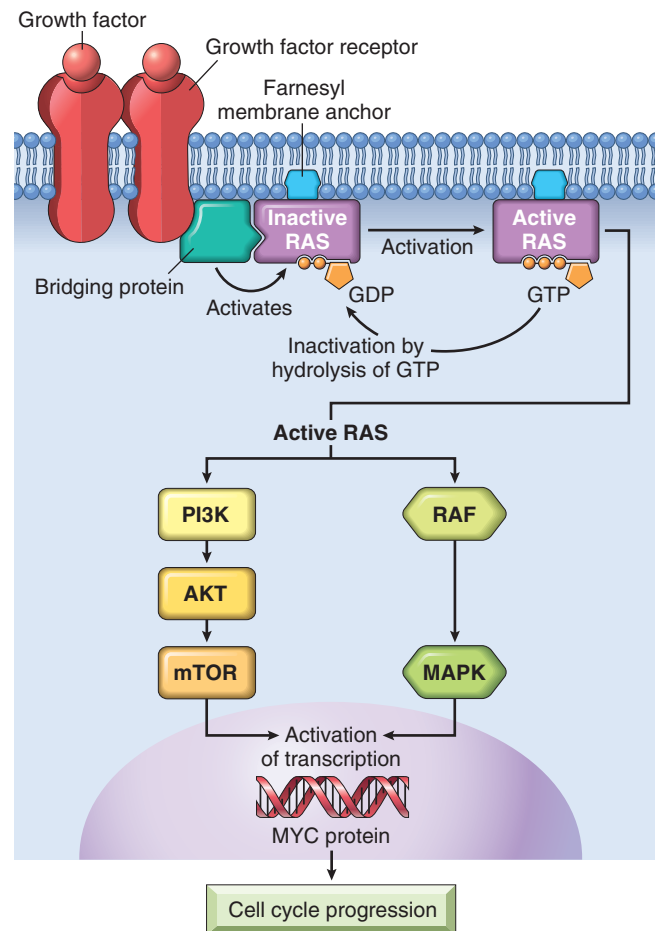 Growth factor
Growth factor receptor
Farnesyl
membrane anchor
Inactive
RAS
Active
RAS
Activation
Bridging protein
Activates
GDP
GTP
Inactivation by
hydrolysis of GTP
Active RAS
PI3K
RAF
AKT
mTOR
MAPK
Activation
of transcription
MYC protein
Cell cycle progression